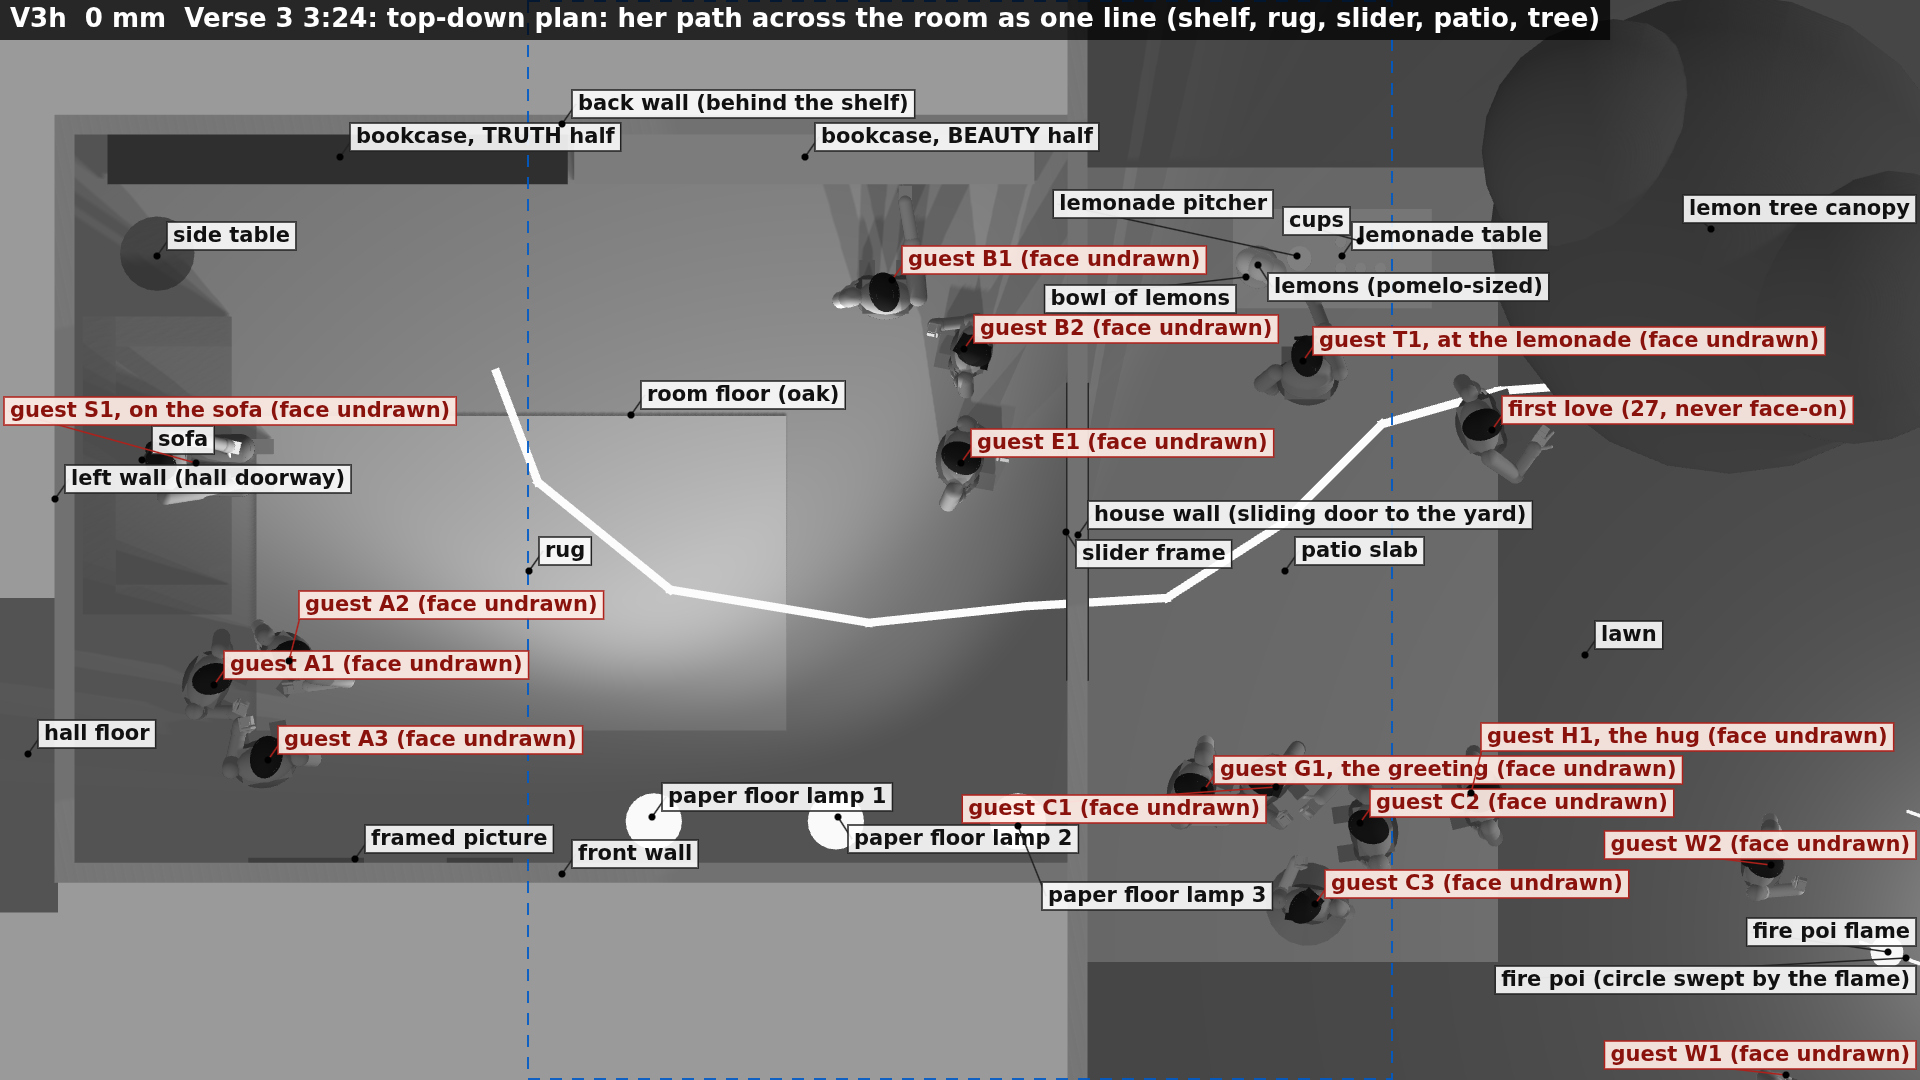 V3h  0 mm  Verse 3 3:24: top-down plan: her path across the room as one line (shelf, rug, slider, patio, tree)
back wall (behind the shelf)
bookcase, TRUTH half
bookcase, BEAUTY half
lemonade pitcher
cups
lemon tree canopy
side table
lemonade table
guest B1 (face undrawn)
lemons (pomelo-sized)
bowl of lemons
guest B2 (face undrawn)
guest T1, at the lemonade (face undrawn)
room floor (oak)
guest S1, on the sofa (face undrawn)
first love (27, never face-on)
sofa
guest E1 (face undrawn)
left wall (hall doorway)
house wall (sliding door to the yard)
rug
slider frame
patio slab
guest A2 (face undrawn)
lawn
guest A1 (face undrawn)
hall floor
guest A3 (face undrawn)
guest H1, the hug (face undrawn)
guest G1, the greeting (face undrawn)
paper floor lamp 1
guest C1 (face undrawn)
guest C2 (face undrawn)
framed picture
paper floor lamp 2
guest W2 (face undrawn)
front wall
guest C3 (face undrawn)
paper floor lamp 3
fire poi flame
fire poi (circle swept by the flame)
guest W1 (face undrawn)